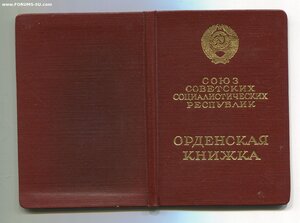 www.FORUMS-SU.com
СОЮЗ
СОВЕТСКИХ
СОЦИАЛИСТИЧЕСКИХ
РЕСПУБЛИК
ОРДЕНСКАЯ
КНИЖКА